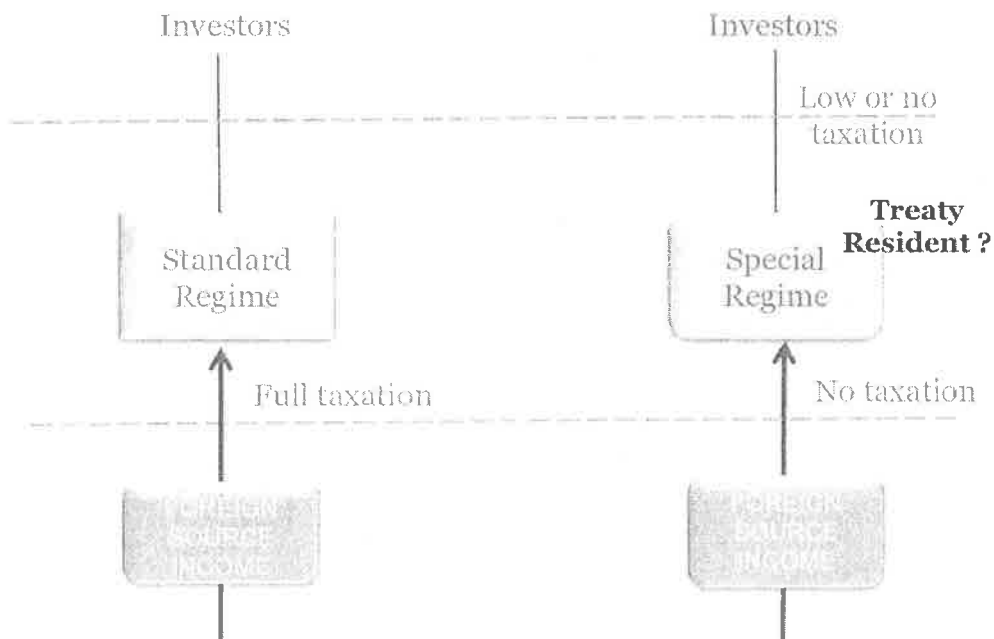 Investors
Investors
Low or no
taxation
Treaty
Resident ?
Standard
Regime
Special
Regime
Full taxation
No taxation
FOREIGN
SOURCE
INCOME
FOREIGN
SOURCE
INCOME